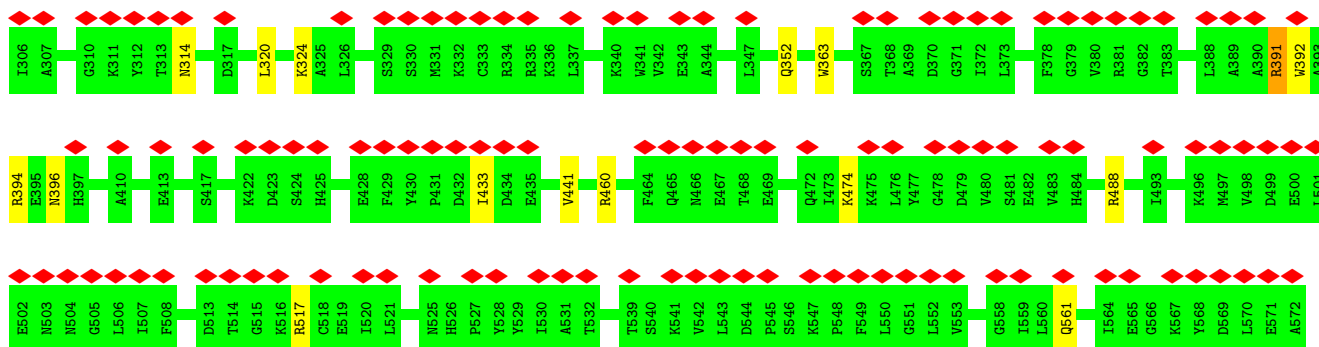 I306 A307 G310 K311 Y312 T313 N314 D317 L320 K324 A325 L326 S329 S330 M331 K332 C333 R334 R335 K336 L337 K340 W341 V342 E343 A344 L347 Q352 W363 S367 T368 A369 D370 G371 I372 L373 F378 G379 V380 R381 G382 T383 L388 A389 A390 R391 W392 A393
R394 E395 N396 H397 A410 E413 S417 K422 D423 S424 H425 E428 F429 Y430 P431 D432 I433 D434 E435 V441 R460 F464 Q465 N466 E467 T468 E469 Q472 I473 K474 K475 L476 Y477 G478 D479 V480 S481 E482 V483 H484 R488 I493 K496 M497 V498 D499 E500 L501
E502 N503 N504 G505 L506 I507 F508 D513 T514 G515 K516 R517 C518 E519 I520 L521 N525 H526 P527 Y528 Y529 I530 A531 T532 T539 S540 K541 V542 L543 D544 P545 S546 K547 P548 F549 L550 G551 L552 V553 G558 I559 L560 Q561 I564 E565 G566 K567 Y568 D569 L570 E571 A572